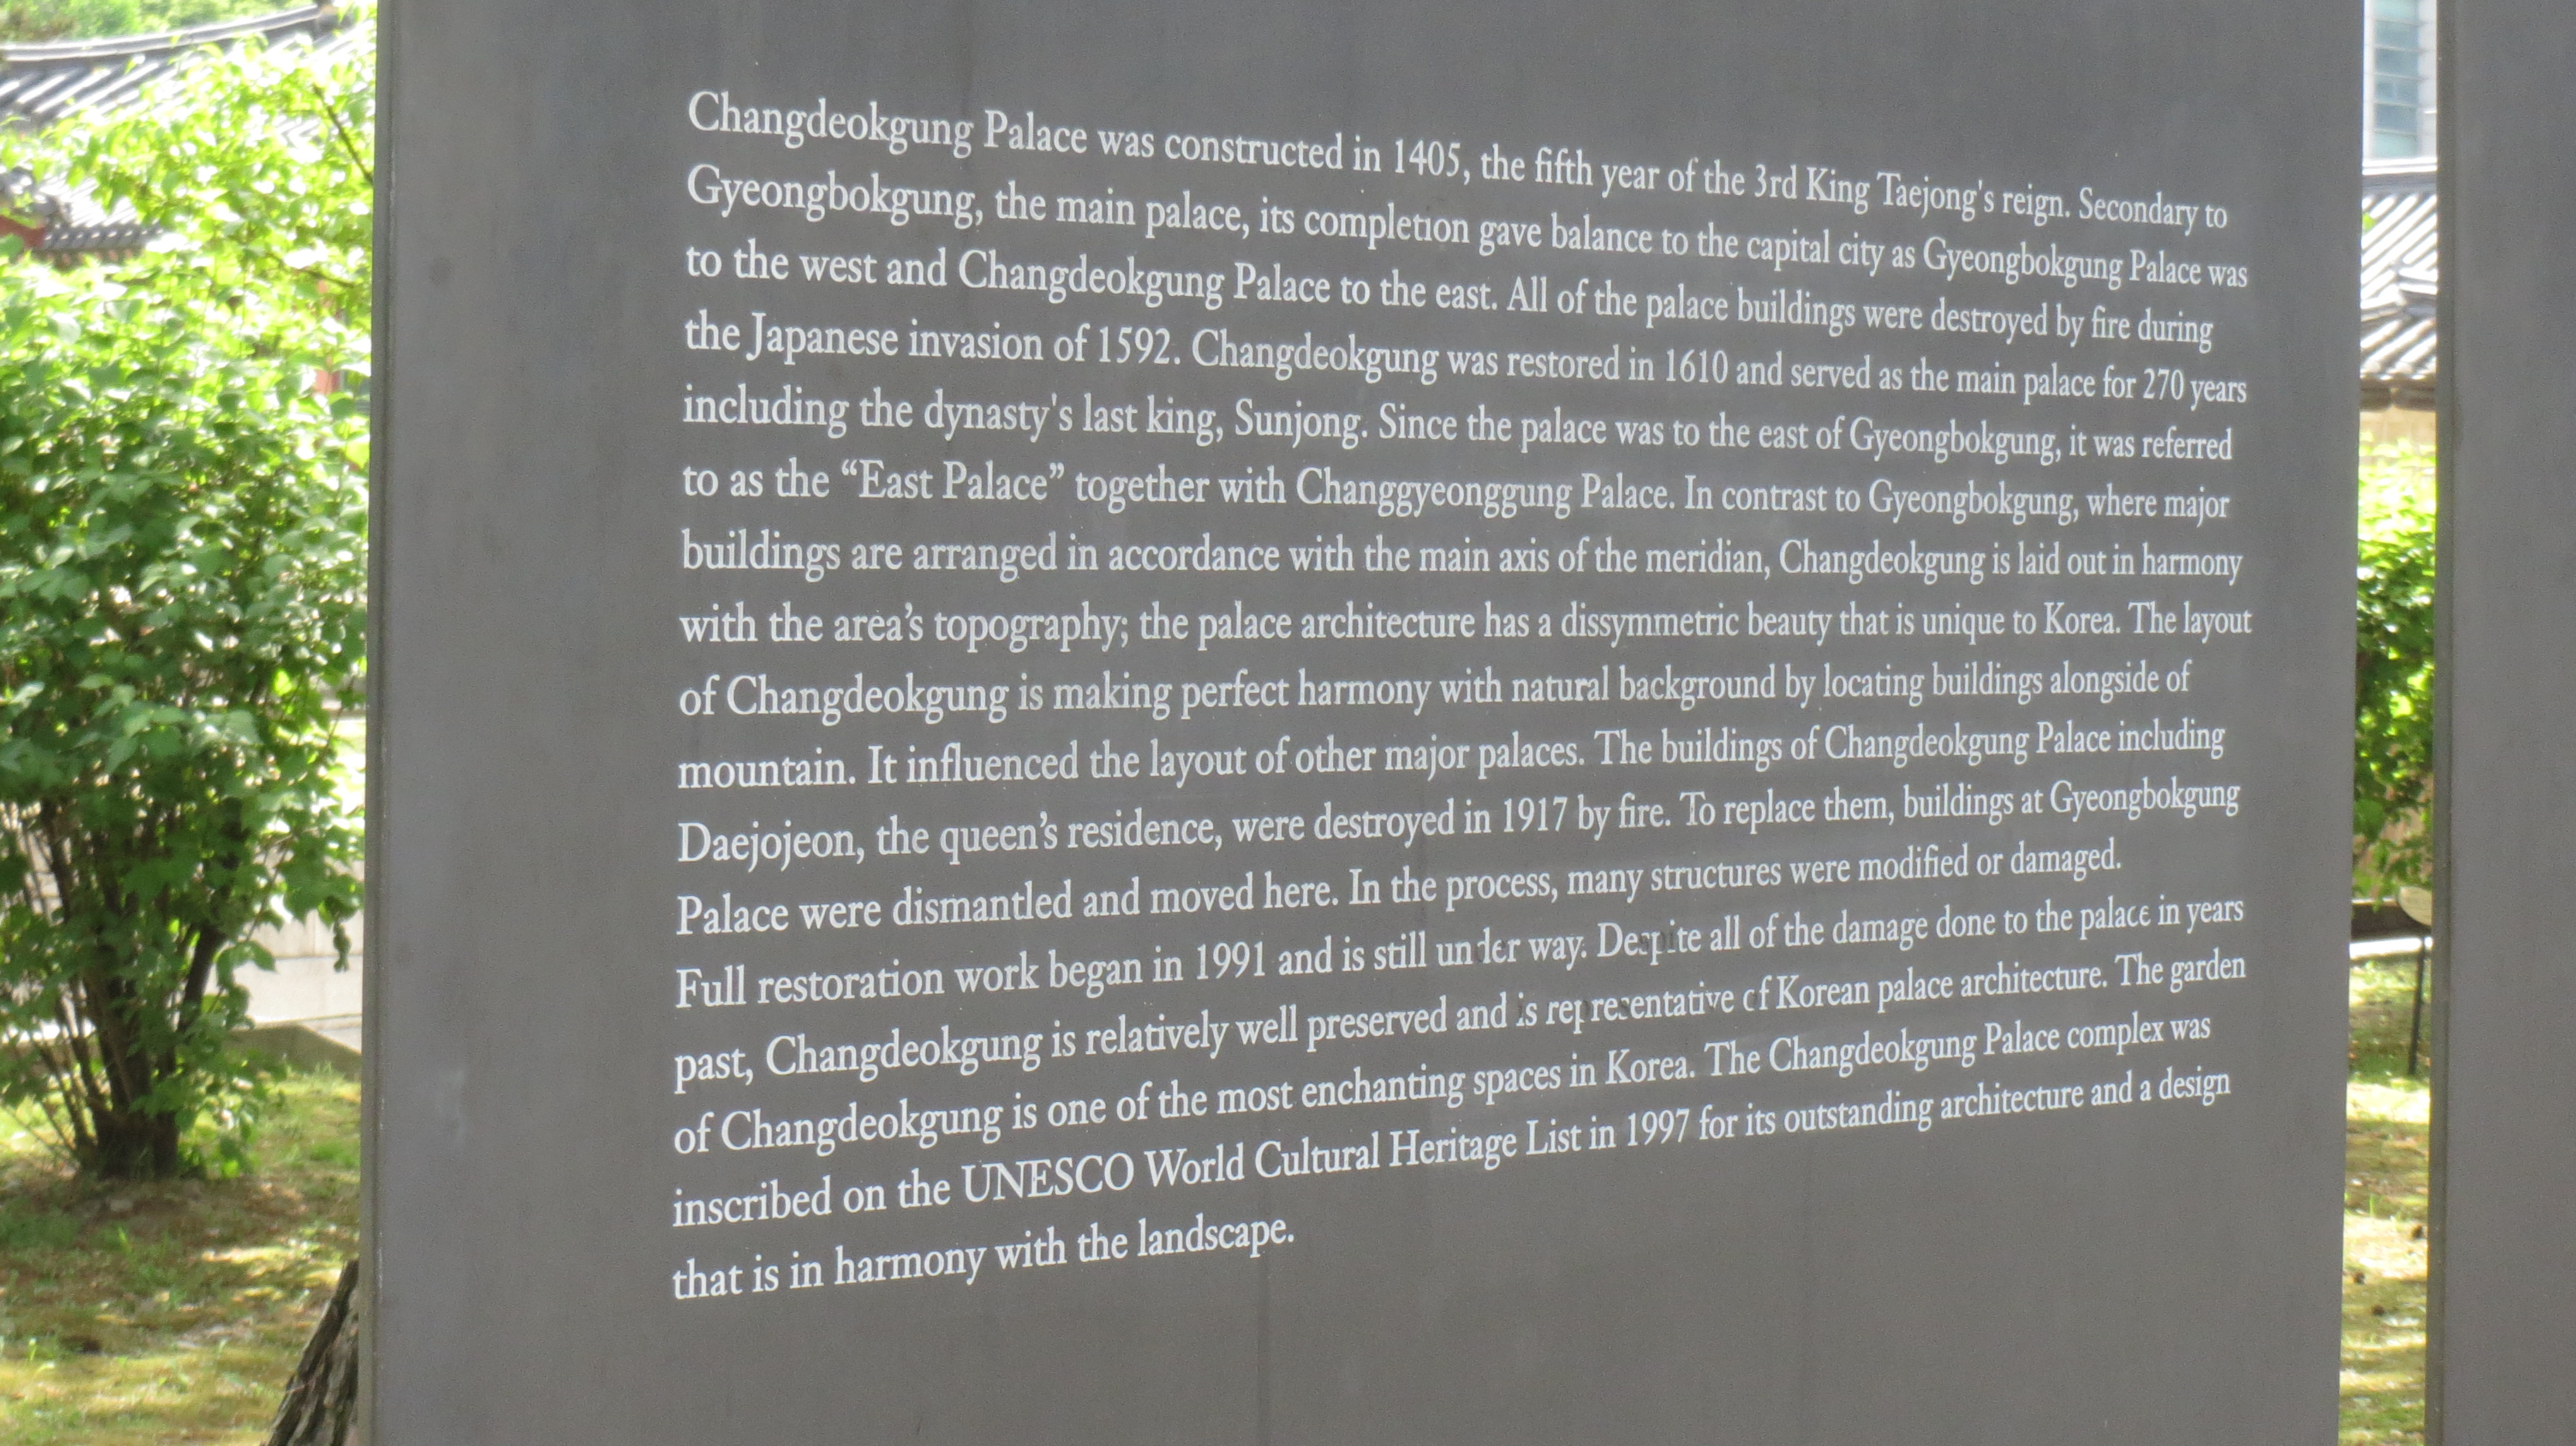 Changdeokgung Palace was constructed in 1405, the fifth year of the 3rd King Taejong's reign. Secondary to
Gyeongbokgung, the main palace, its completion gave balance to the capital city as Gyeongbokgung Palace was
to the west and Changdeokgung Palace to the east. All of the palace buildings were destroyed by fire during
the Japanese invasion of 1592. Changdeokgung was restored in 1610 and served as the main palace for 270 years
including the dynasty's last king, Sunjong. Since the palace was to the east of Gyeongbokgung, it was referred
to as the “East Palace” together with Changgyeonggung Palace. In contrast to Gyeongbokgung, where major
buildings are arranged in accordance with the main axis of the meridian, Changdeokgung is laid out in harmony
with the area’s topography; the palace architecture has a dissymmetric beauty that is unique to Korea. The layout
of Changdeokgung is making perfect harmony with natural background by locating buildings alongside of
mountain. It influenced the layout of other major palaces. The buildings of Changdeokgung Palace including
Daejojeon, the queen’s residence, were destroyed in 1917 by fire. To replace them, buildings at Gyeongbokgung
Palace were dismantled and moved here. In the process, many structures were modified or damaged.
Full restoration work began in 1991 and is still under way. Despite all of the damage done to the palace in years
past, Changdeokgung is relatively well preserved and is representative of Korean palace architecture. The garden
of Changdeokgung is one of the most enchanting spaces in Korea. The Changdeokgung Palace complex was
inscribed on the UNESCO World Cultural Heritage List in 1997 for its outstanding architecture and a design
that is in harmony with the landscape.